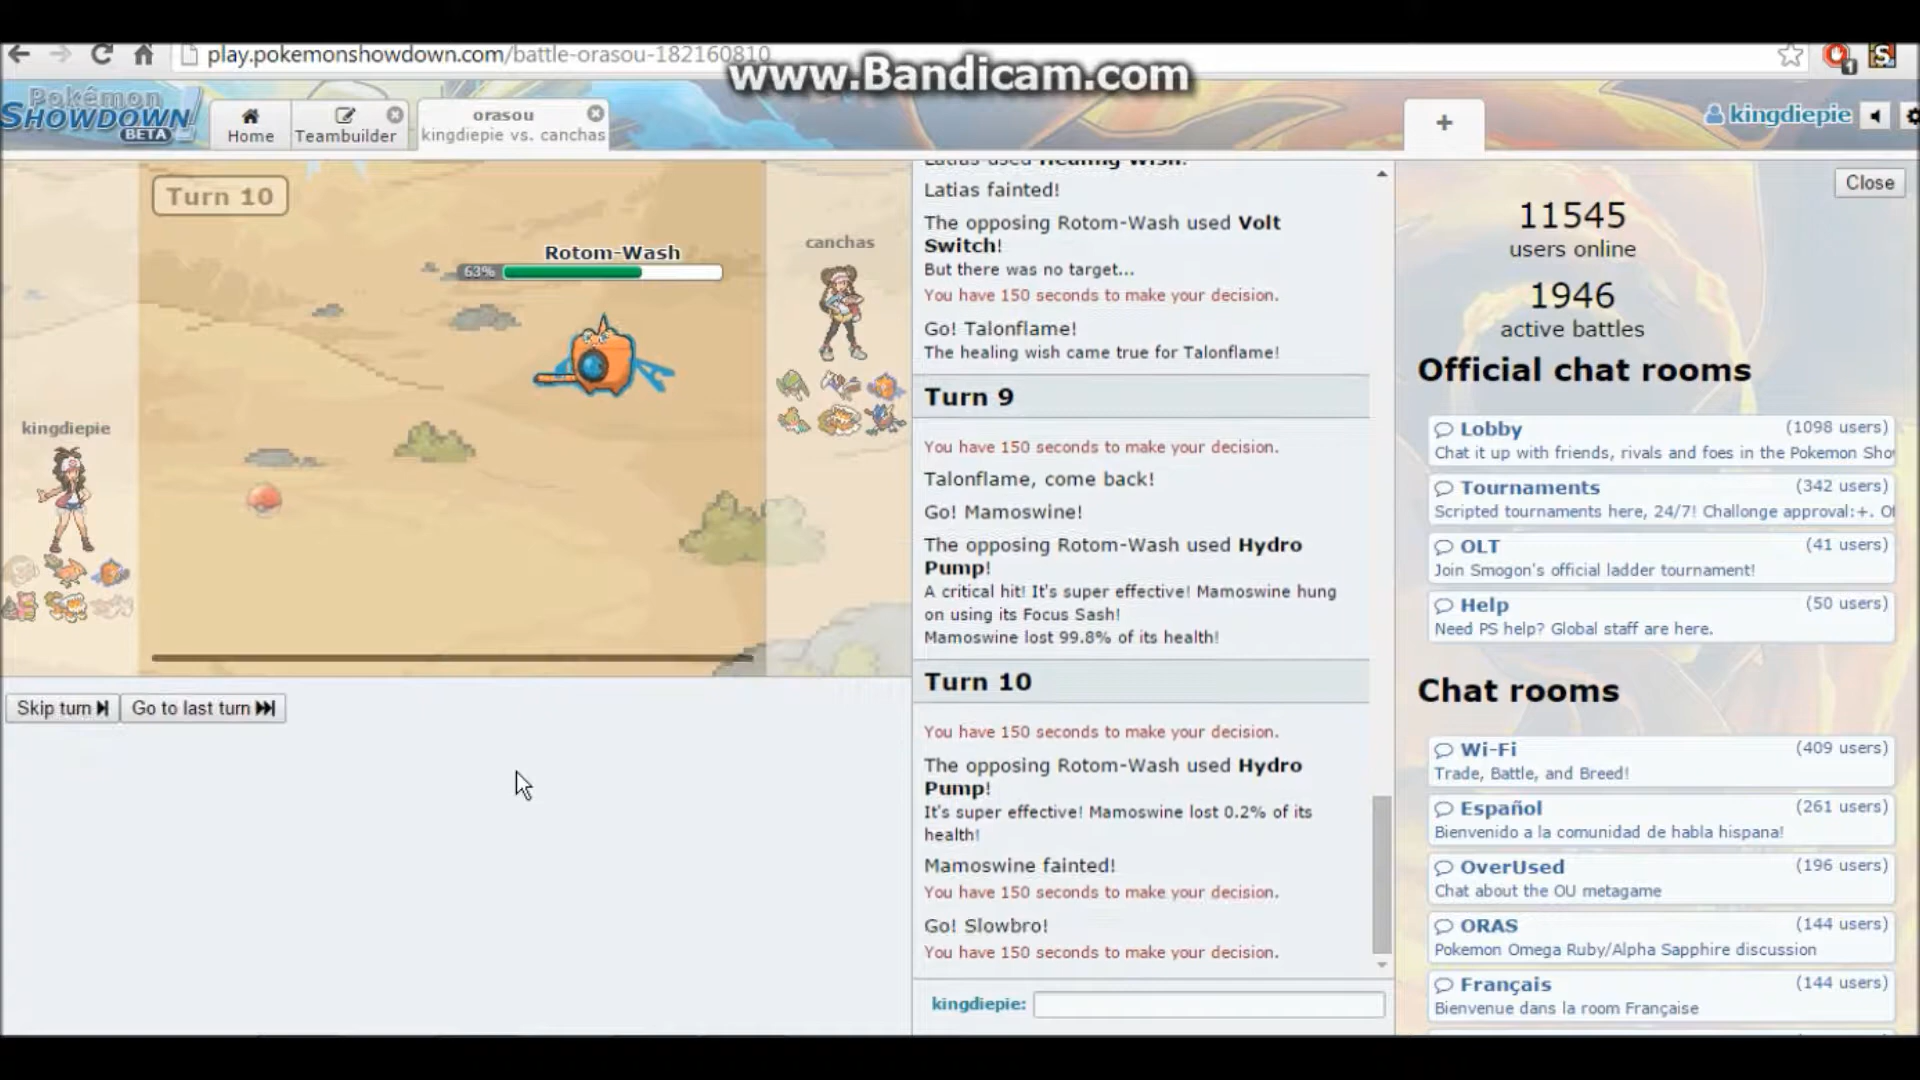 play.pokemonshowdown.com/battle-orasou-182160810
www.Bandicam.com
1
Pokémon
SHOWDOWN
BETA
Home
Teambuilder
orasou
kingdiepie vs. canchas
+
kingdiepie
Turn 10
Rotom-Wash
63%
canchas
kingdiepie
Skip turn
Go to last turn
Latias used Healing Wish!
Latias fainted!
The opposing Rotom-Wash used Volt
Switch!
But there was no target...
You have 150 seconds to make your decision.
Go! Talonflame!
The healing wish came true for Talonflame!
Turn 9
You have 150 seconds to make your decision.
Talonflame, come back!
Go! Mamoswine!
The opposing Rotom-Wash used Hydro
Pump!
A critical hit! It's super effective! Mamoswine hung
on using its Focus Sash!
Mamoswine lost 99.8% of its health!
Turn 10
You have 150 seconds to make your decision.
The opposing Rotom-Wash used Hydro
Pump!
It's super effective! Mamoswine lost 0.2% of its
health!
Mamoswine fainted!
You have 150 seconds to make your decision.
Go! Slowbro!
You have 150 seconds to make your decision.
kingdiepie:
Close
11545
users online
1946
active battles
Official chat rooms
Lobby (1098 users)
Chat it up with friends, rivals and foes in the Pokemon Sho
Tournaments (342 users)
Scripted tournaments here, 24/7! Challonge approval:+. O
OLT (41 users)
Join Smogon's official ladder tournament!
Help (50 users)
Need PS help? Global staff are here.
Chat rooms
Wi-Fi (409 users)
Trade, Battle, and Breed!
Español (261 users)
Bienvenido a la comunidad de habla hispana!
OverUsed (196 users)
Chat about the OU metagame
ORAS (144 users)
Pokemon Omega Ruby/Alpha Sapphire discussion
Français (144 users)
Bienvenue dans la room Française